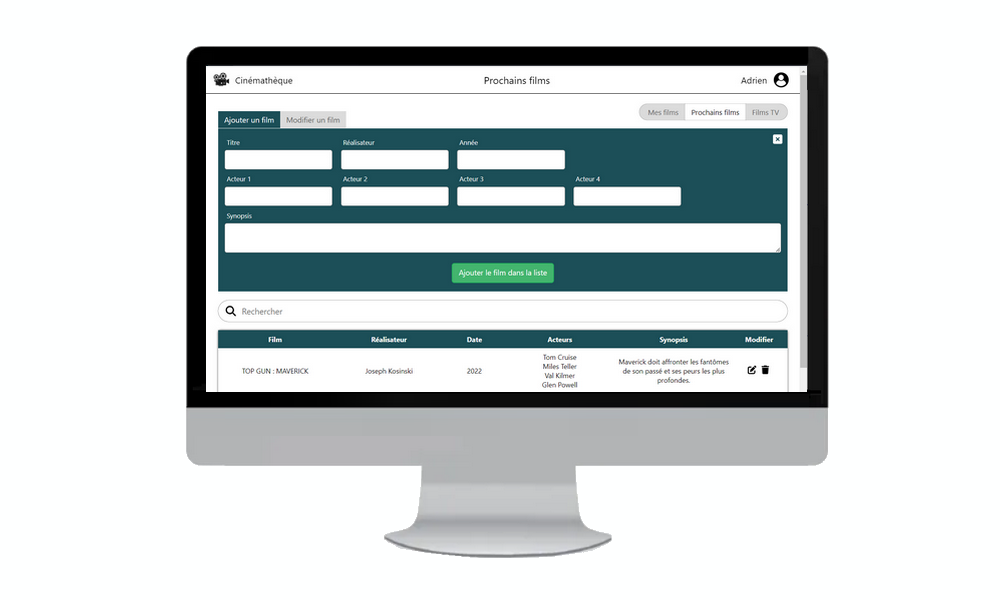 Cinémathèque
Prochains films
Adrien
Mes films
Prochains films
Films TV
Ajouter un film
Modifier un film
Titre
Réalisateur
Année
Acteur 1
Acteur 2
Acteur 3
Acteur 4
Synopsis
Ajouter le film dans la liste
Rechercher
Film
Réalisateur
Date
Acteurs
Synopsis
Modifier
TOP GUN : MAVERICK
Joseph Kosinski
2022
Tom Cruise
Miles Teller
Val Kilmer
Glen Powell
Maverick doit affronter les fantômes
de son passé et ses peurs les plus
profondes.